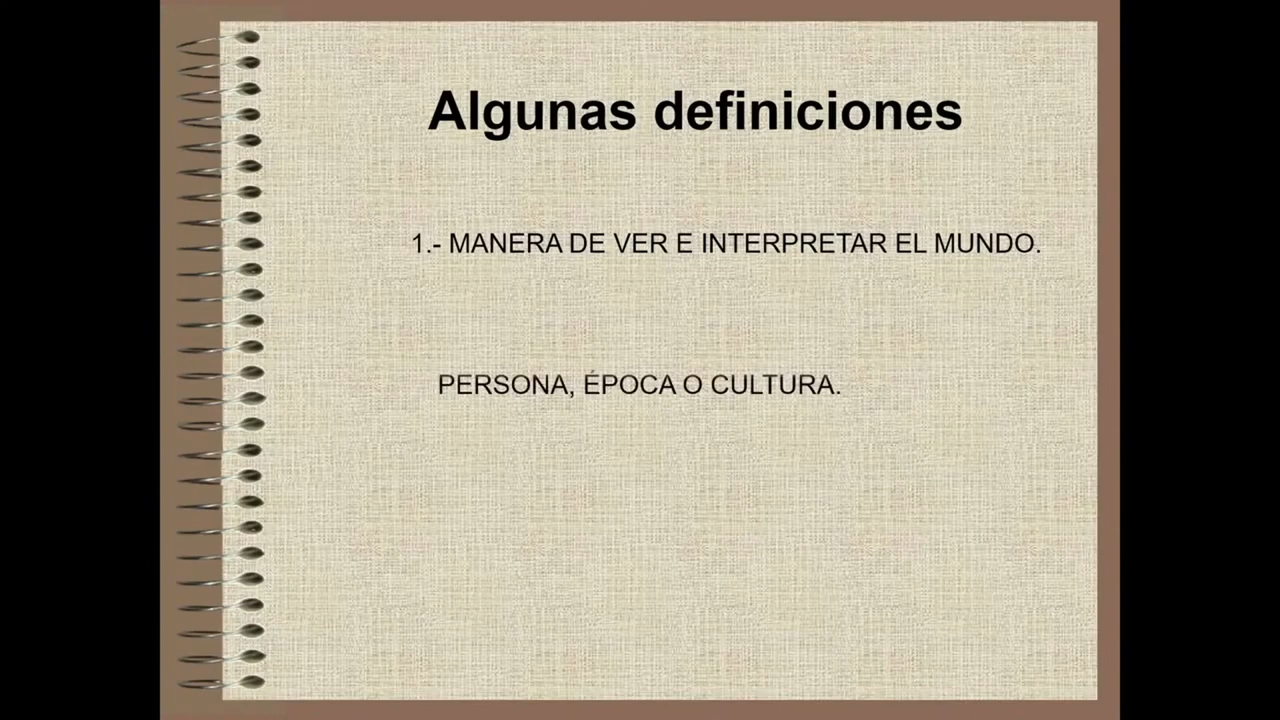 Algunas definiciones
1.- MANERA DE VER E INTERPRETAR EL MUNDO.
PERSONA, ÉPOCA O CULTURA.